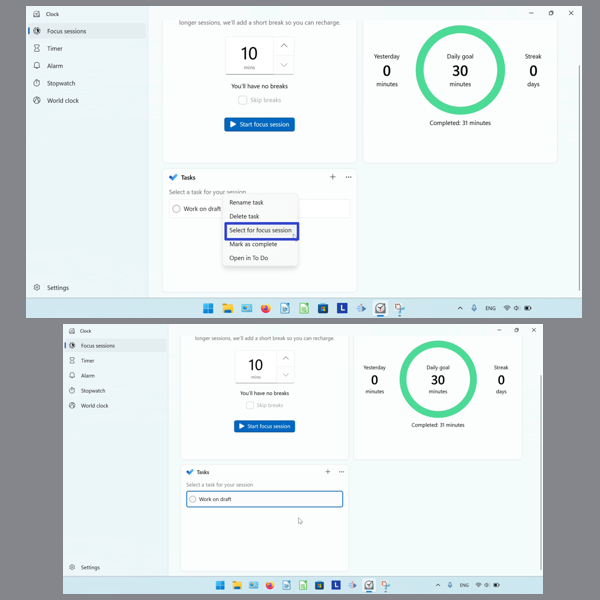 Clock
Focus sessions
Timer
Alarm
Stopwatch
World clock
Settings
longer sessions, we'll add a short break so you can recharge.
10
mins
You'll have no breaks
Skip breaks
Start focus session
Yesterday
0
minutes
Daily goal
30
minutes
Streak
0
days
Completed: 31 minutes
Tasks
Select a task for your session
Work on draft
Rename task
Delete task
Select for focus session
Mark as complete
Open in To Do
L
ENG
Clock
Focus sessions
Timer
Alarm
Stopwatch
World clock
Settings
longer sessions, we'll add a short break so you can recharge.
10
mins
You'll have no breaks
Skip breaks
Start focus session
Yesterday
0
minutes
Daily goal
30
minutes
Streak
0
days
Completed: 31 minutes
Tasks
Select a task for your session
Work on draft
L
ENG